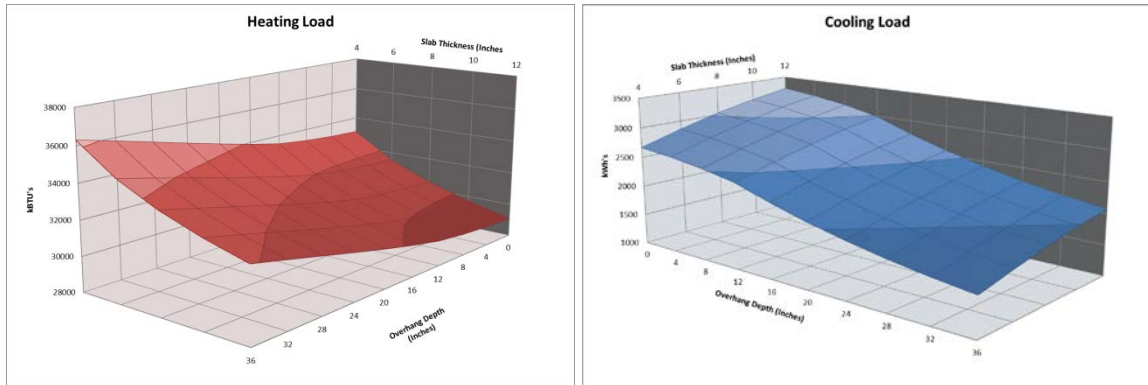 Heating Load
Slab Thickness (Inches
4 6 8 10 12
38000
36000
34000
32000
30000
28000
kBTU's
0
4
8
12
16
20
24
28
32
36
Overhang Depth
(Inches)
Cooling Load
Slab Thickness (Inches)
4 6 8 10 12
3500
3000
2500
2000
1500
1000
kWh's
0
4
8
12
16
20
24
28
32
36
Overhang Depth (Inches)